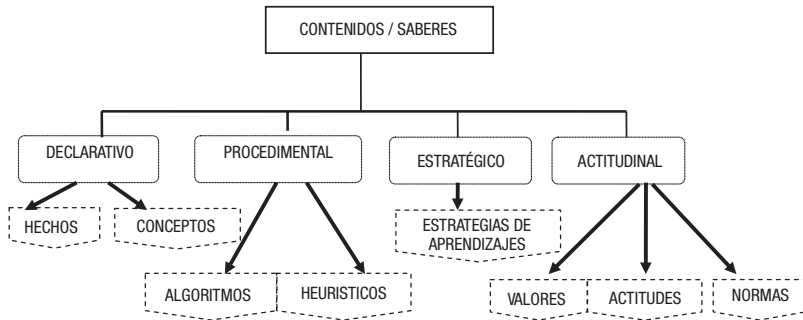 CONTENIDOS / SABERES
DECLARATIVO
PROCEDIMENTAL
ESTRATÉGICO
ACTITUDINAL
HECHOS
CONCEPTOS
ESTRATEGIAS DE
APRENDIZAJES
ALGORITMOS
HEURISTICOS
VALORES
ACTITUDES
NORMAS